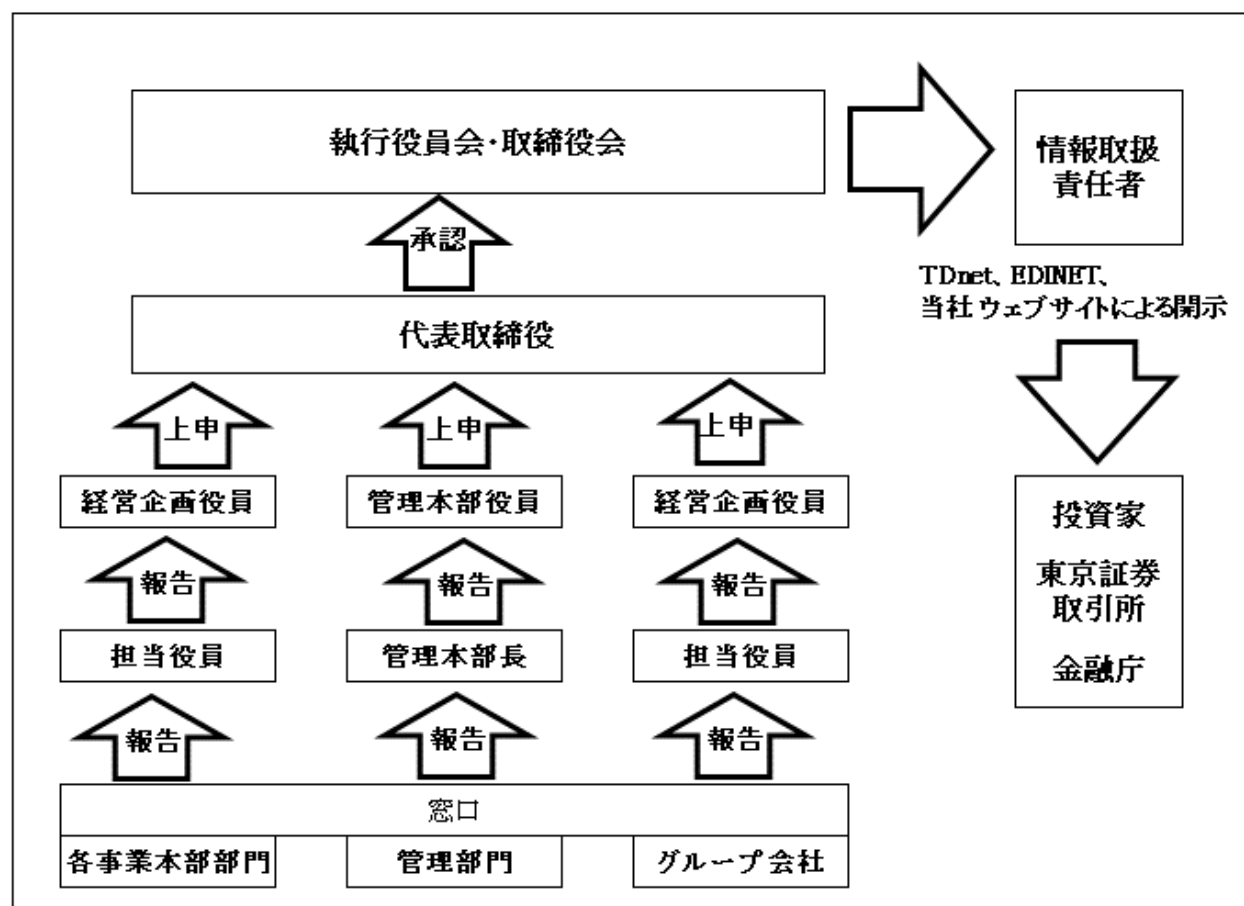 執行役員会・取締役会
情報取扱
責任者
承認
TDnet、EDINET、
当社ウェブサイトによる開示
代表取締役
上申
上申
上申
経営企画役員
管理本部役員
経営企画役員
投資家
東京証券
取引所
金融庁
報告
報告
報告
担当役員
管理本部長
担当役員
報告
報告
報告
窓口
各事業本部部門
管理部門
グループ会社